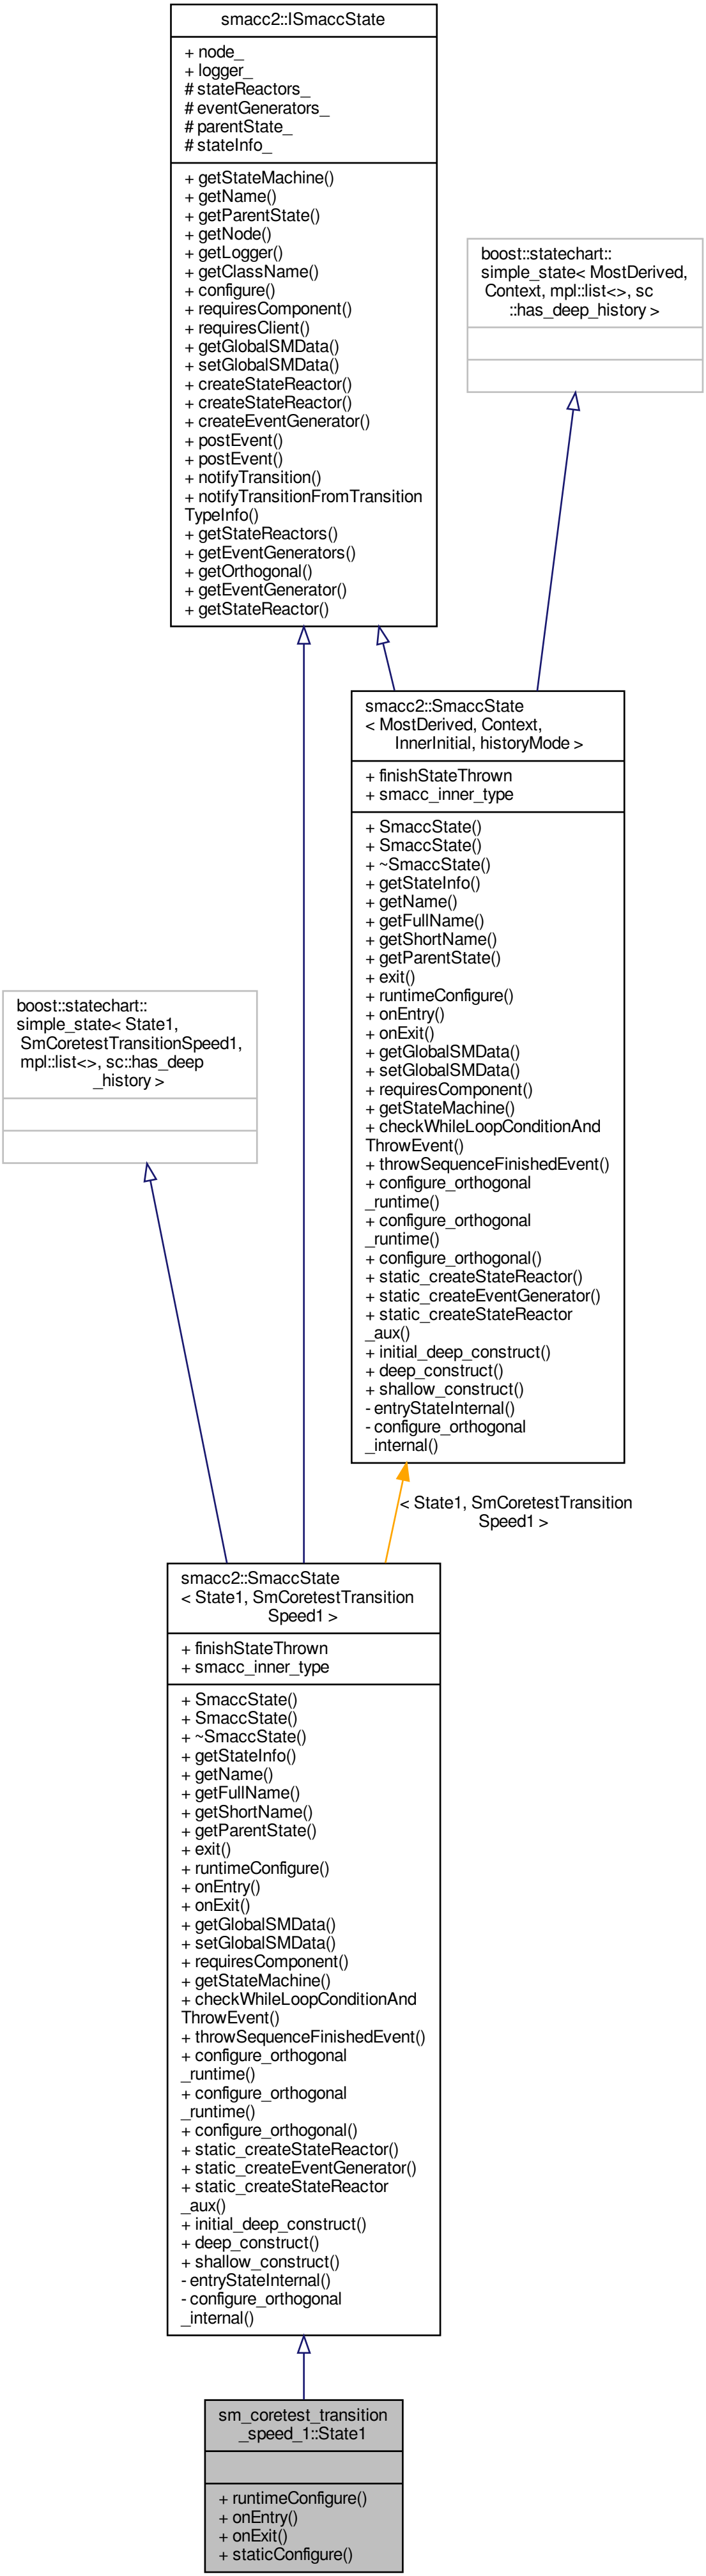 smacc2::ISmaccState
+ node_
+ logger_
# stateReactors_
# eventGenerators_
# parentState_
# stateInfo_
+ getStateMachine()
+ getName()
+ getParentState()
+ getNode()
+ getLogger()
+ getClassName()
+ configure()
+ requiresComponent()
+ requiresClient()
+ getGlobalSMData()
+ setGlobalSMData()
+ createStateReactor()
+ createStateReactor()
+ createEventGenerator()
+ postEvent()
+ postEvent()
+ notifyTransition()
+ notifyTransitionFromTransition
TypeInfo()
+ getStateReactors()
+ getEventGenerators()
+ getOrthogonal()
+ getEventGenerator()
+ getStateReactor()
boost::statechart::
simple_state< MostDerived,
Context, mpl::list<>, sc
::has_deep_history >
smacc2::SmaccState
< MostDerived, Context,
InnerInitial, historyMode >
+ finishStateThrown
+ smacc_inner_type
+ SmaccState()
+ SmaccState()
+ ~SmaccState()
+ getStateInfo()
+ getName()
+ getFullName()
+ getShortName()
+ getParentState()
+ exit()
+ runtimeConfigure()
+ onEntry()
+ onExit()
+ getGlobalSMData()
+ setGlobalSMData()
+ requiresComponent()
+ getStateMachine()
+ checkWhileLoopConditionAnd
ThrowEvent()
+ throwSequenceFinishedEvent()
+ configure_orthogonal
_runtime()
+ configure_orthogonal
_runtime()
+ configure_orthogonal()
+ static_createStateReactor()
+ static_createEventGenerator()
+ static_createStateReactor
_aux()
+ initial_deep_construct()
+ deep_construct()
+ shallow_construct()
- entryStateInternal()
- configure_orthogonal
_internal()
boost::statechart::
simple_state< State1,
SmCoretestTransitionSpeed1,
mpl::list<>, sc::has_deep
_history >
< State1, SmCoretestTransition
Speed1 >
smacc2::SmaccState
< State1, SmCoretestTransition
Speed1 >
+ finishStateThrown
+ smacc_inner_type
+ SmaccState()
+ SmaccState()
+ ~SmaccState()
+ getStateInfo()
+ getName()
+ getFullName()
+ getShortName()
+ getParentState()
+ exit()
+ runtimeConfigure()
+ onEntry()
+ onExit()
+ getGlobalSMData()
+ setGlobalSMData()
+ requiresComponent()
+ getStateMachine()
+ checkWhileLoopConditionAnd
ThrowEvent()
+ throwSequenceFinishedEvent()
+ configure_orthogonal
_runtime()
+ configure_orthogonal
_runtime()
+ configure_orthogonal()
+ static_createStateReactor()
+ static_createEventGenerator()
+ static_createStateReactor
_aux()
+ initial_deep_construct()
+ deep_construct()
+ shallow_construct()
- entryStateInternal()
- configure_orthogonal
_internal()
sm_coretest_transition
_speed_1::State1
+ runtimeConfigure()
+ onEntry()
+ onExit()
+ staticConfigure()